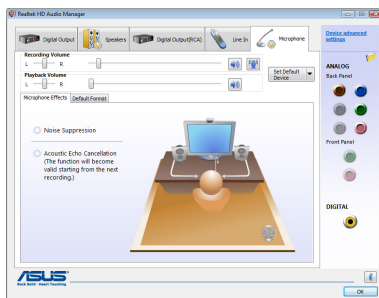 Realtek HD Audio Manager
Digital Output
Speakers
Digital Output(RCA)
Line In
Microphone
Device advanced settings
Recording Volume
L R
Playback Volume
L R
Set Default Device
Microphone Effects
Default Format
Noise Suppression
Acoustic Echo Cancellation
(The function will become
valid starting from the next
recording.)
ANALOG
Back Panel
Front Panel
DIGITAL
ASUS
Rock Solid · Heart Touching
i
OK